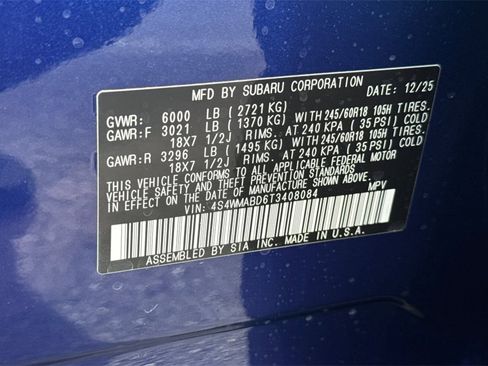 MFD BY SUBARU CORPORATION DATE: 12/25
GVWR: 6000 LB (2721 KG)
GAWR:F 3021 LB (1370 KG) WITH 245/60R18 105H TIRES.
18X7 1/2J RIMS. AT 240 KPA ( 35 PSI) COLD
GAWR:R 3296 LB (1495 KG) WITH 245/60R18 105H TIRES.
18X7 1/2J RIMS. AT 240 KPA ( 35 PSI) COLD
THIS VEHICLE CONFORMS TO ALL APPLICABLE FEDERAL MOTOR
VEHICLE SAFETY AND THEFT PREVENTION STANDARDS
IN EFFECT ON THE DATE OF MANUFACTURE SHOWN ABOVE.
VIN: 4S4WMABD6T3408084 MPV
ASSEMBLED BY SIA INC. MADE IN U.S.A.